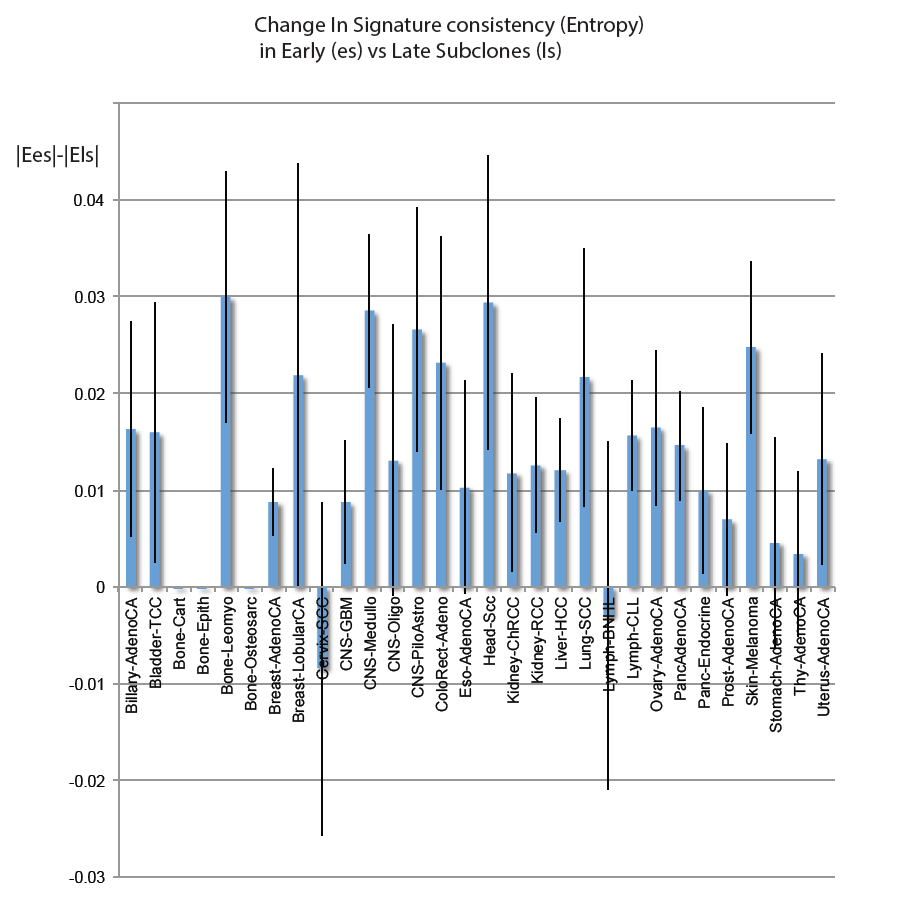 Change In Signature consistency (Entropy)
in Early (es) vs Late Subclones (ls)
|Ees|-|Els|
0.04
0.03
0.02
0.01
0
-0.01
-0.02
-0.03
Billary-AdenoCA
Bladder-TCC
Bone-Cart
Bone-Epith
Bone-Leomyo
Bone-Osteosarc
Breast-AdenoCA
Breast-LobularCA
Cervix-SCC
CNS-GBM
CNS-Medullo
CNS-Oligo
CNS-PiloAstro
ColoRect-Adeno
Eso-AdenoCA
Head-Scc
Kidney-ChRCC
Kidney-RCC
Liver-HCC
Lung-SCC
Lymph-BNHL
Lymph-CLL
Ovary-AdenoCA
PancAdenoCA
Panc-Endocrine
Prost-AdenoCA
Skin-Melanoma
Stomach-AdenoCA
Thy-AdemoCA
Uterus-AdenoCA